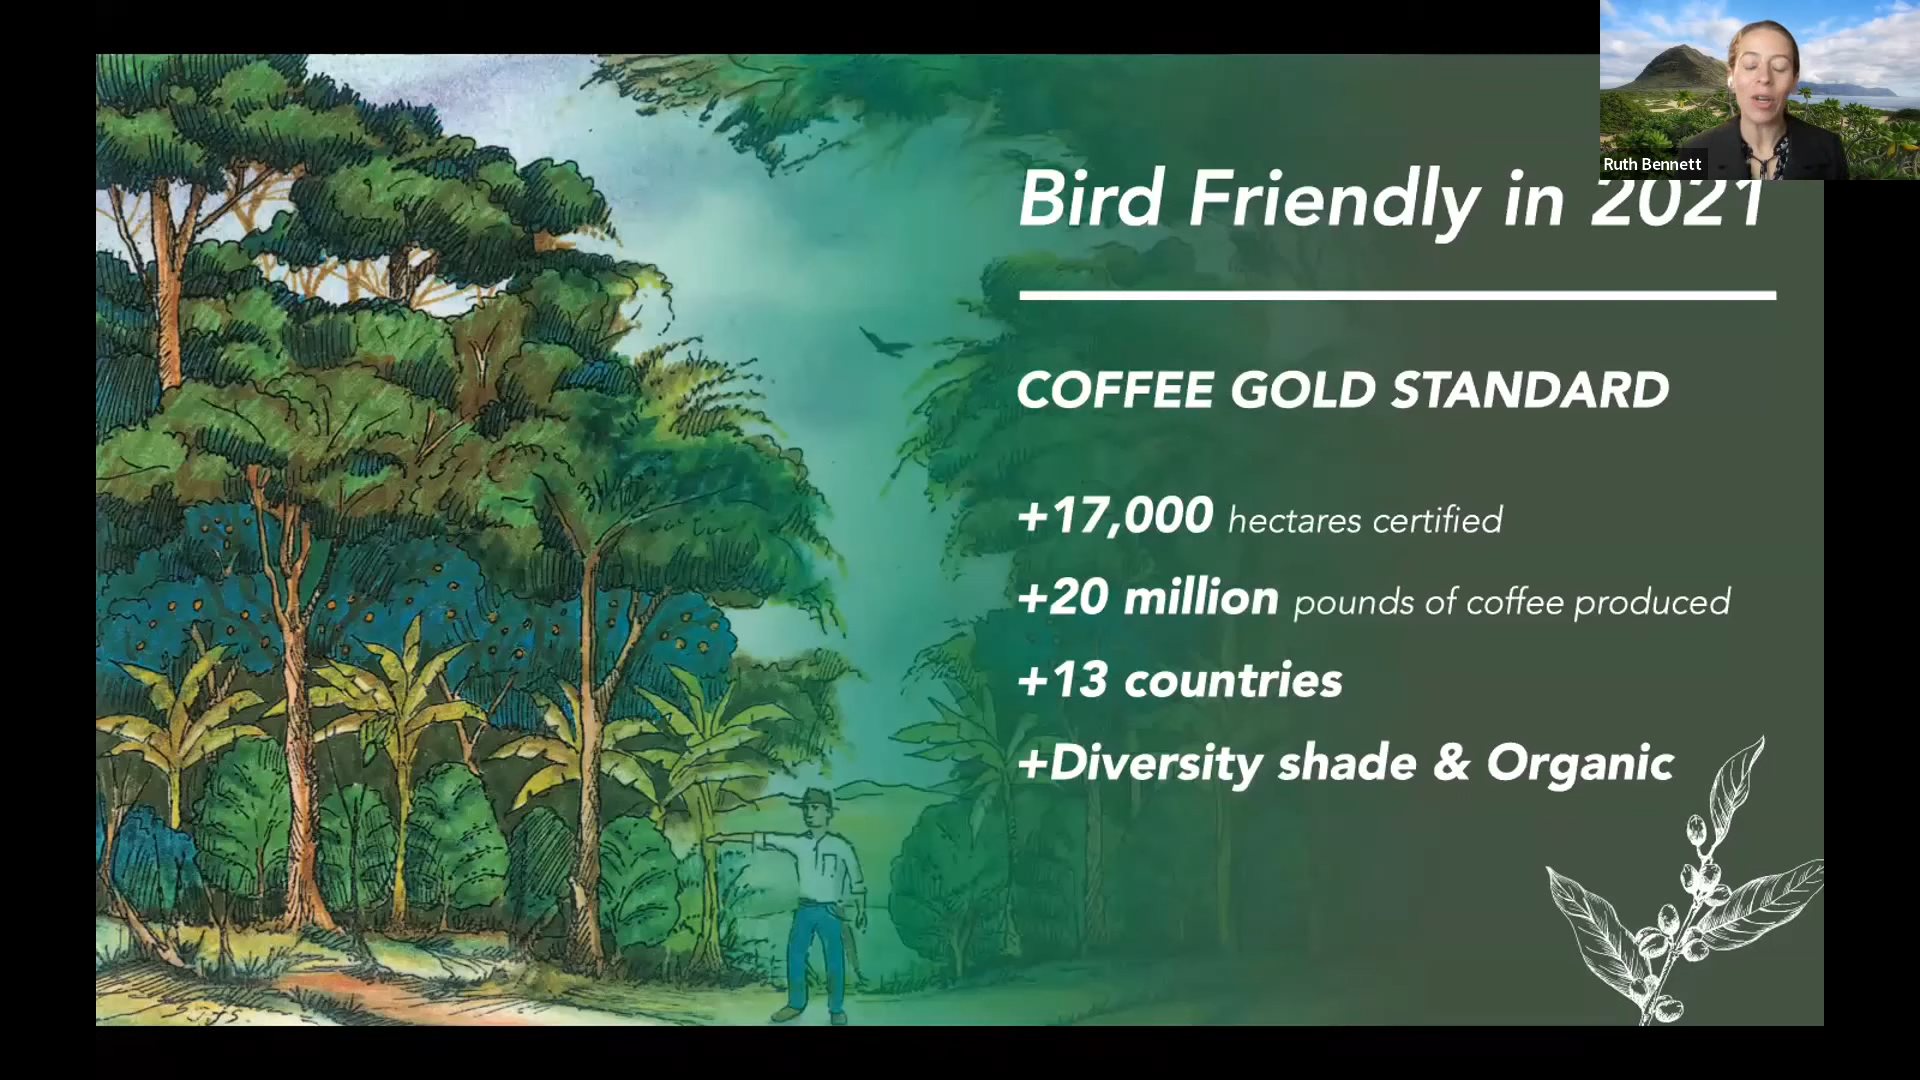 Ruth Bennett
Bird Friendly in 2021
COFFEE GOLD STANDARD
+17,000 hectares certified
+20 million pounds of coffee produced
+13 countries
+Diversity shade & Organic